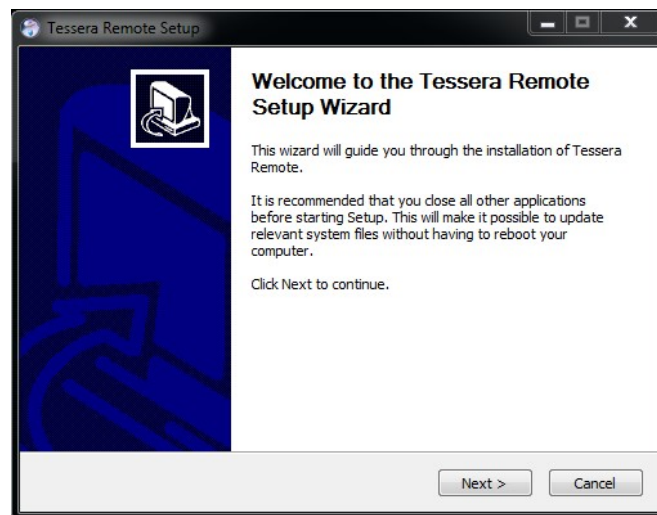 Tessera Remote Setup
Welcome to the Tessera Remote
Setup Wizard
This wizard will guide you through the installation of Tessera
Remote.
It is recommended that you close all other applications
before starting Setup. This will make it possible to update
relevant system files without having to reboot your
computer.
Click Next to continue.
Next >
Cancel